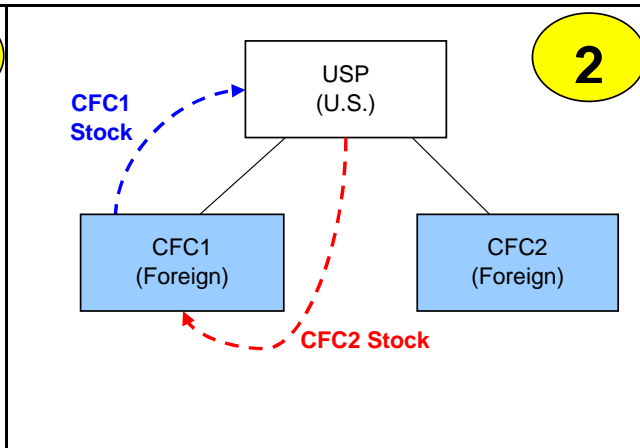 2
USP
(U.S.)
CFC1
Stock
CFC1
(Foreign)
CFC2
(Foreign)
CFC2 Stock